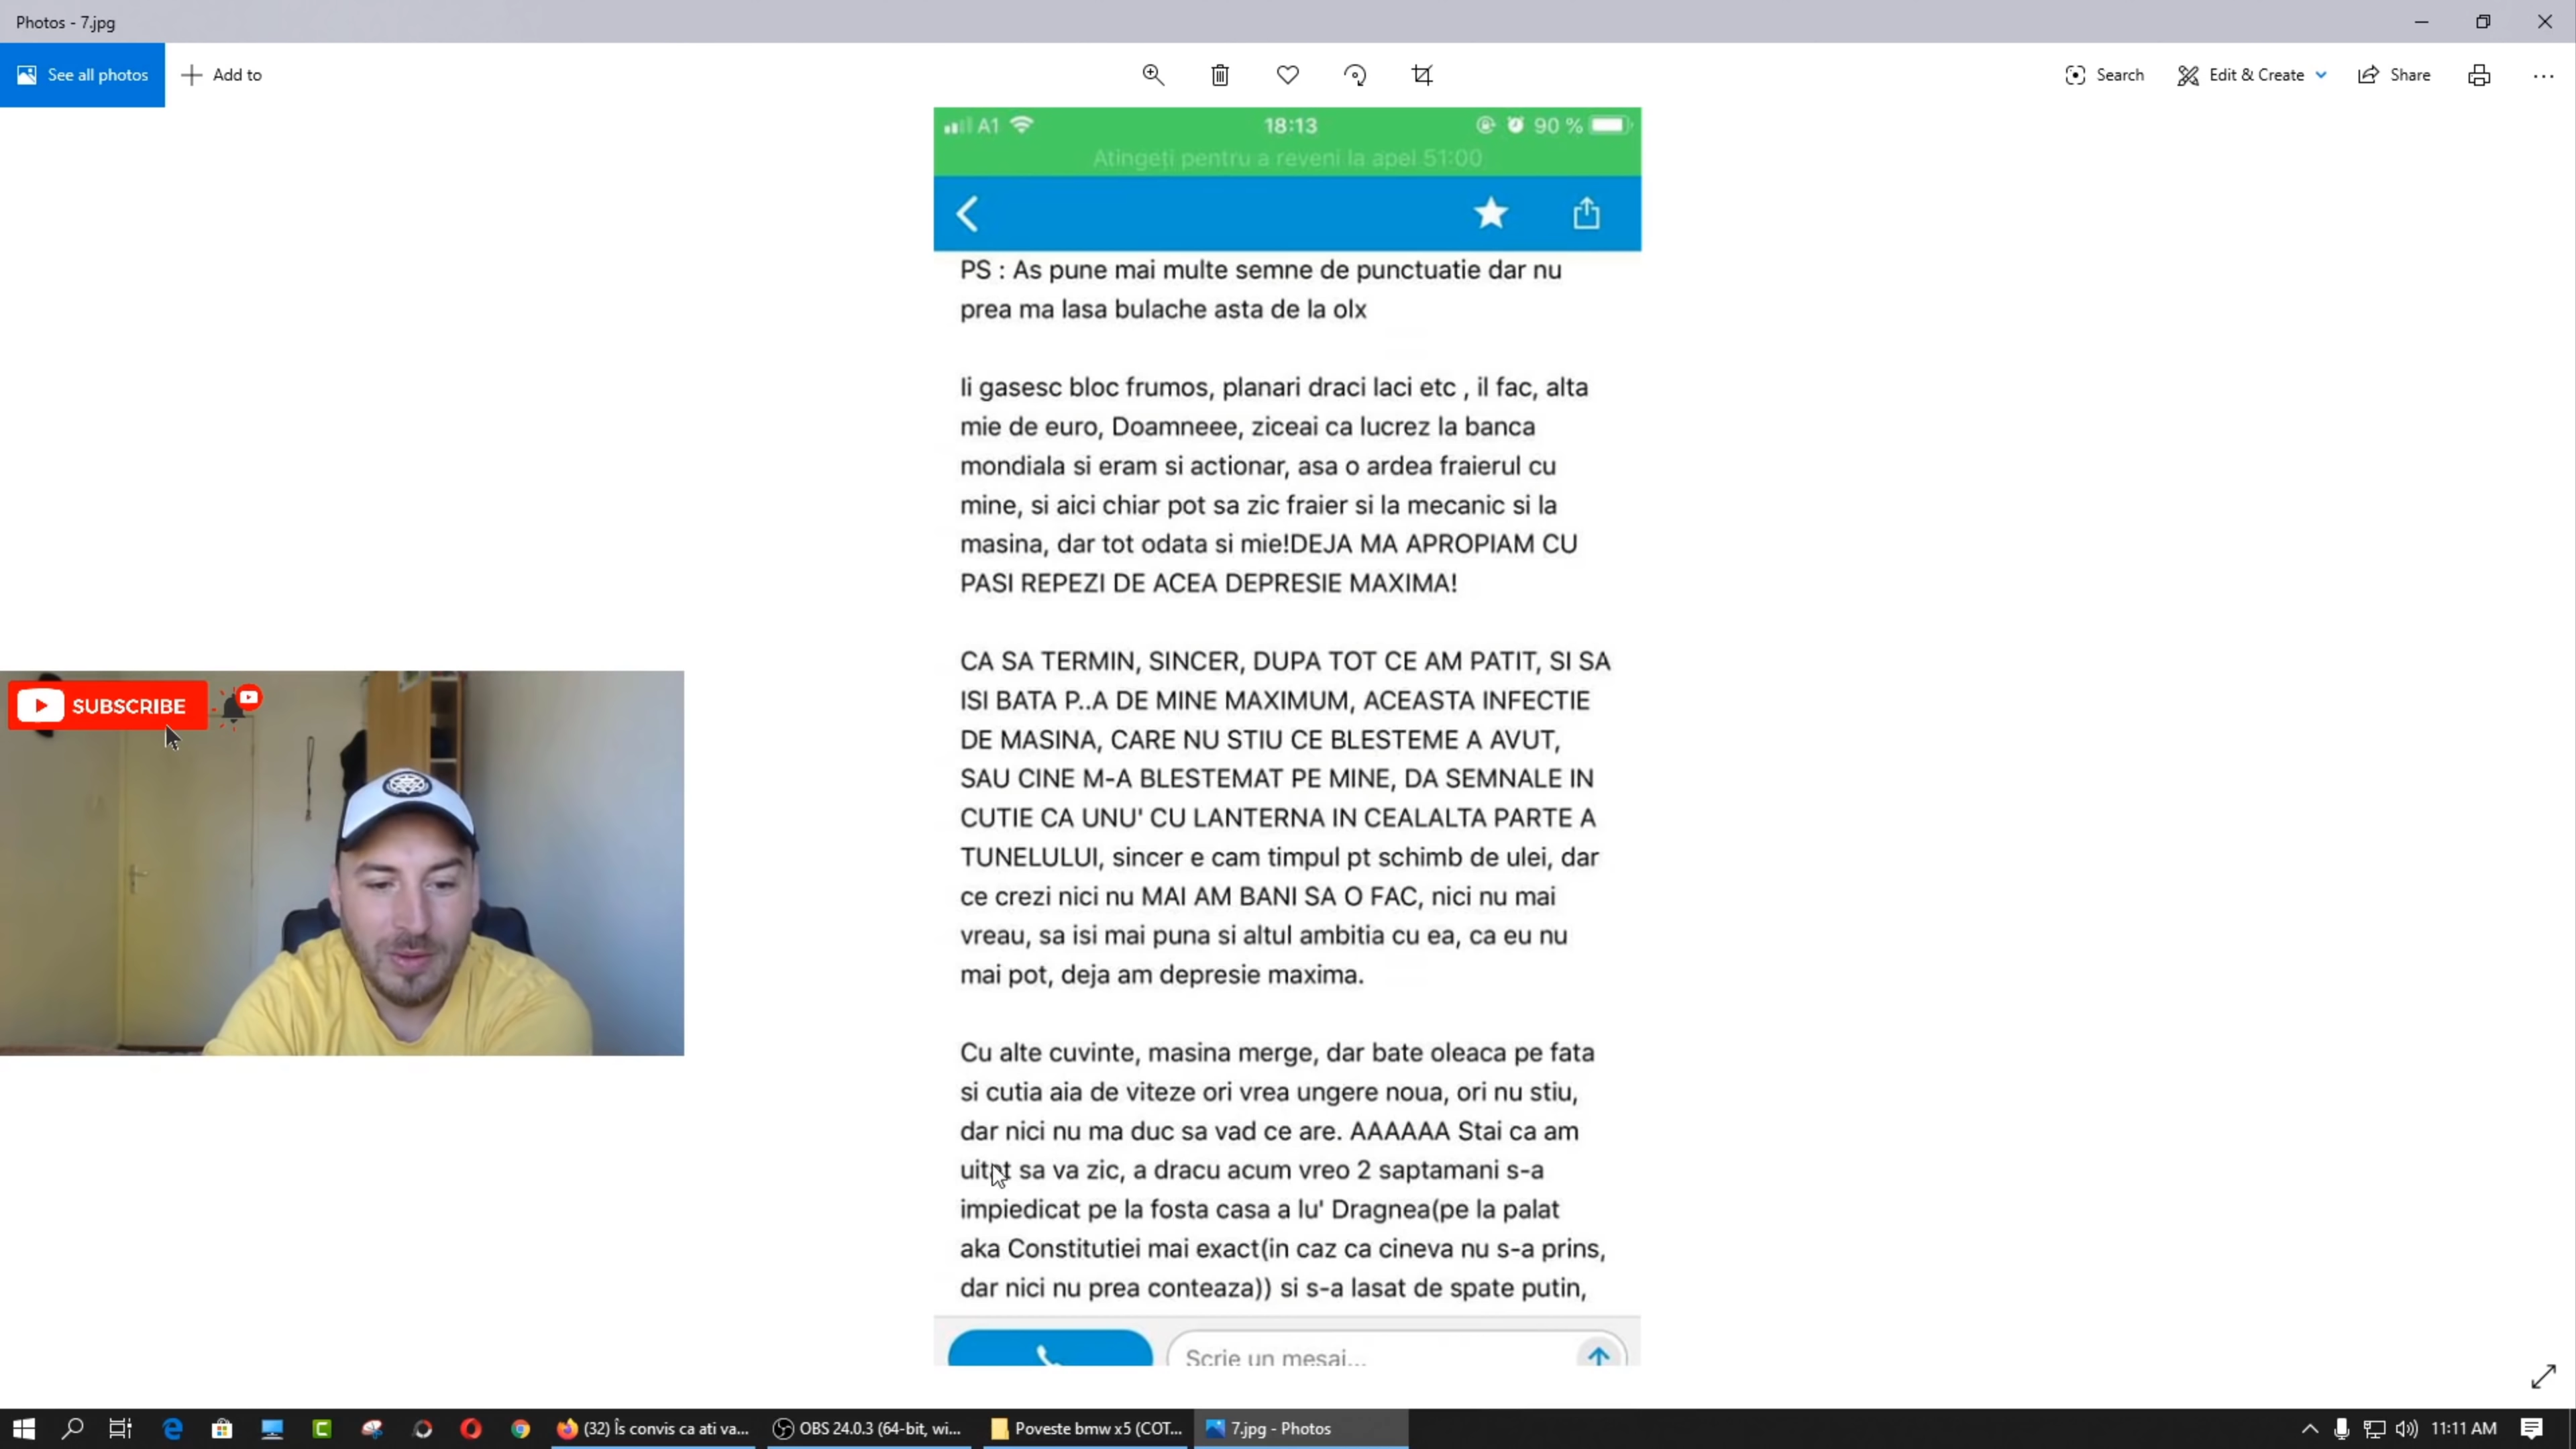 Photos - 7.jpg
See all photos
Add to
Search
Edit & Create
Share
A1
18:13
90 %
Atingeți pentru a reveni la apel 51:00
PS : As pune mai multe semne de punctuatie dar nu
prea ma lasa bulache asta de la olx
Ii gasesc bloc frumos, planari draci laci etc , il fac, alta
mie de euro, Doamneee, ziceai ca lucrez la banca
mondiala si eram si actionar, asa o ardea fraierul cu
mine, si aici chiar pot sa zic fraier si la mecanic si la
masina, dar tot odata si mie!DEJA MA APROPIAM CU
PASI REPEZI DE ACEA DEPRESIE MAXIMA!
CA SA TERMIN, SINCER, DUPA TOT CE AM PATIT, SI SA
ISI BATA P..A DE MINE MAXIMUM, ACEASTA INFECTIE
DE MASINA, CARE NU STIU CE BLESTEME A AVUT,
SAU CINE M-A BLESTEMAT PE MINE, DA SEMNALE IN
CUTIE CA UNU' CU LANTERNA IN CEALALTA PARTE A
TUNELULUI, sincer e cam timpul pt schimb de ulei, dar
ce crezi nici nu MAI AM BANI SA O FAC, nici nu mai
vreau, sa isi mai puna si altul ambitia cu ea, ca eu nu
mai pot, deja am depresie maxima.
Cu alte cuvinte, masina merge, dar bate oleaca pe fata
si cutia aia de viteze ori vrea ungere noua, ori nu stiu,
dar nici nu ma duc sa vad ce are. AAAAAA Stai ca am
uitat sa va zic, a dracu acum vreo 2 saptamani s-a
impiedicat pe la fosta casa a lu' Dragnea(pe la palat
aka Constitutiei mai exact(in caz ca cineva nu s-a prins,
dar nici nu prea conteaza)) si s-a lasat de spate putin,
Scrie un mesaj...
SUBSCRIBE
(32) Îs convis ca ati va...
OBS 24.0.3 (64-bit, wi...
Poveste bmw x5 (COT...
7.jpg - Photos
11:11 AM